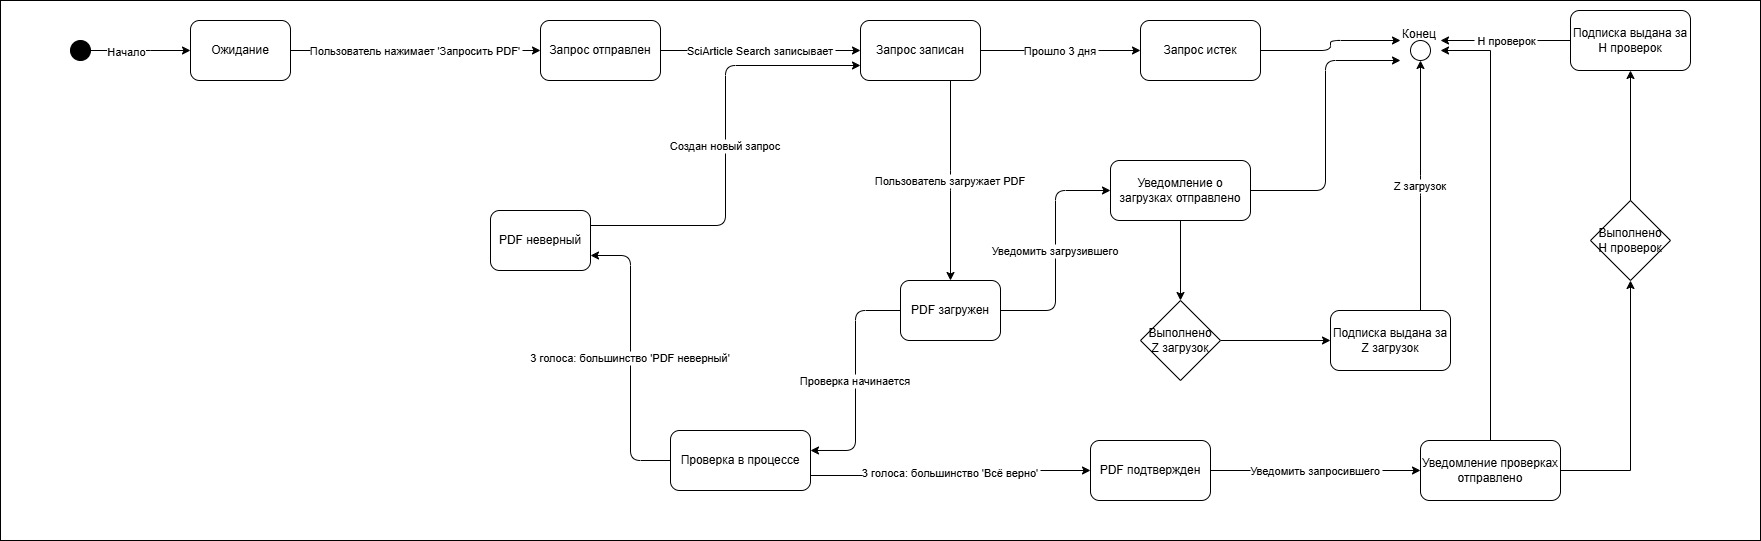 Начало
Ожидание
Пользователь нажимает 'Запросить PDF'
Запрос отправлен
SciArticle Search записывает
Запрос записан
Прошло 3 дня
Запрос истек
Конец
Н проверок
Подписка выдана за
Н проверок
Создан новый запрос
Пользователь загружает PDF
Уведомление о
загрузках отправлено
Z загрузок
PDF неверный
Уведомить загрузившего
Выполнено
Н проверок
PDF загружен
Выполнено
Z загрузок
Подписка выдана за
Z загрузок
3 голоса: большинство 'PDF неверный'
Проверка начинается
Проверка в процессе
3 голоса: большинство 'Всё верно'
PDF подтвержден
Уведомить запросившего
Уведомление проверках
отправлено